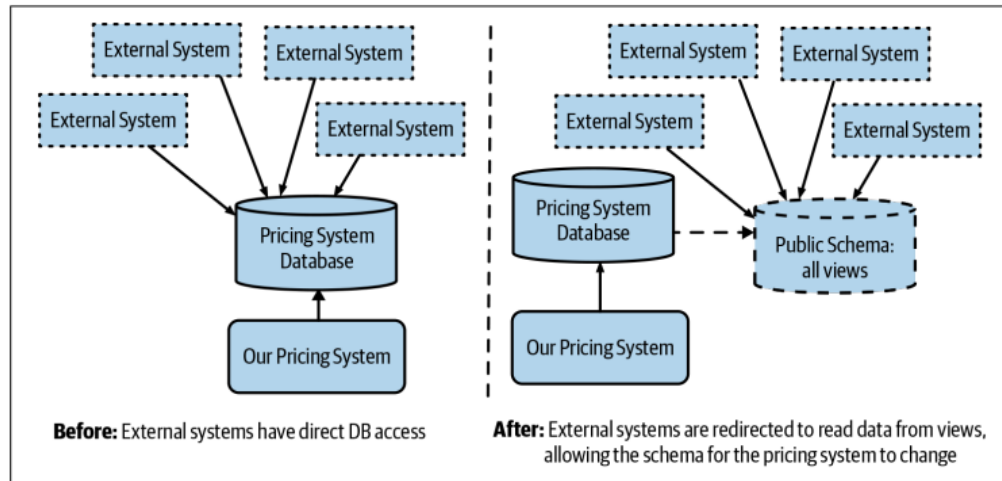 External System
External System
External System
External System
Pricing System
Database
Our Pricing System
Before: External systems have direct DB access
External System
External System
External System
External System
Pricing System
Database
Public Schema:
all views
Our Pricing System
After: External systems are redirected to read data from views,
allowing the schema for the pricing system to change